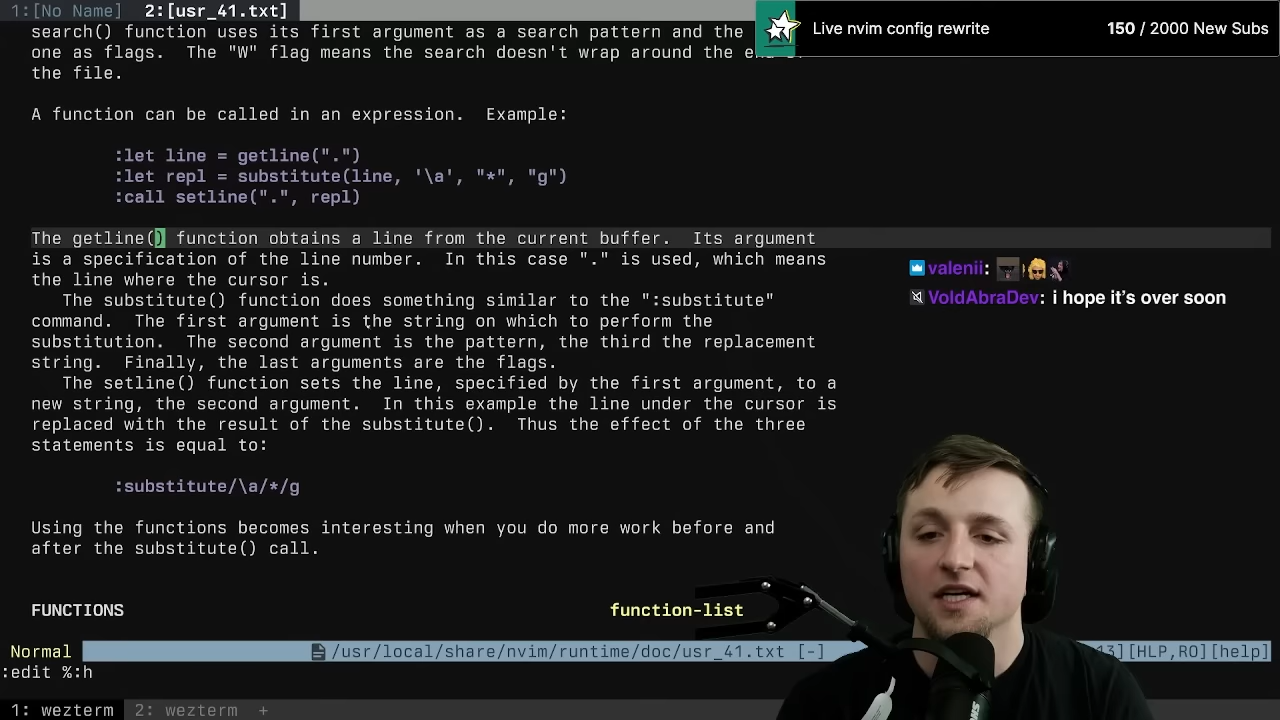 1:[No Name]  2:[usr_41.txt]
Live nvim config rewrite
150 / 2000 New Subs
search() function uses its first argument as a search pattern and the
one as flags.  The "W" flag means the search doesn't wrap around the end of
the file.
A function can be called in an expression.  Example:
:let line = getline(".")
:let repl = substitute(line, '\a', "*", "g")
:call setline(".", repl)
The getline() function obtains a line from the current buffer.  Its argument
is a specification of the line number.  In this case "." is used, which means
the line where the cursor is.
The substitute() function does something similar to the ":substitute"
command.  The first argument is the string on which to perform the
substitution.  The second argument is the pattern, the third the replacement
string.  Finally, the last arguments are the flags.
The setline() function sets the line, specified by the first argument, to a
new string, the second argument.  In this example the line under the cursor is
replaced with the result of the substitute().  Thus the effect of the three
statements is equal to:
:substitute/\a/*/g
Using the functions becomes interesting when you do more work before and
after the substitute() call.
valenii:
VoldAbraDev: i hope it's over soon
FUNCTIONS function-list
Normal /usr/local/share/nvim/runtime/doc/usr_41.txt [-] 13][HLP,RO][help]
:edit %:h
1: wezterm  2: wezterm  +